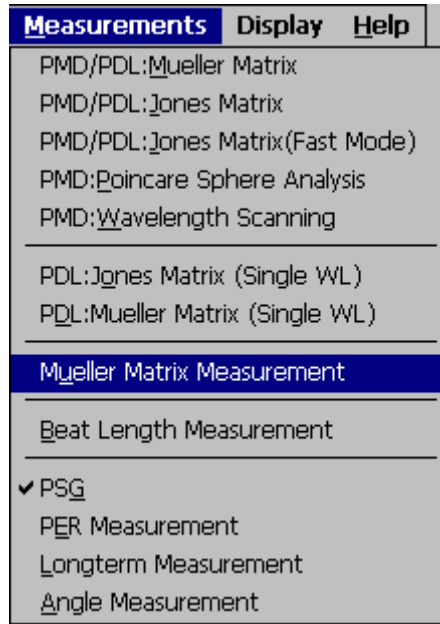 Measurements Display Help
PMD/PDL:Mueller Matrix
PMD/PDL:Jones Matrix
PMD/PDL:Jones Matrix(Fast Mode)
PMD:Poincare Sphere Analysis
PMD:Wavelength Scanning
PDL:Jones Matrix (Single WL)
PDL:Mueller Matrix (Single WL)
Mueller Matrix Measurement
Beat Length Measurement
PSG
PER Measurement
Longterm Measurement
Angle Measurement